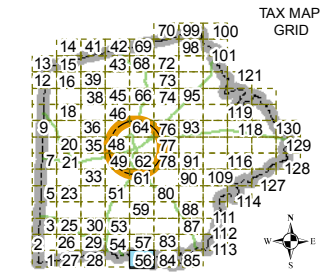 TAX MAP
GRID
70 99 100
14 41 42 69 98
101
13 15 43 68 72
121
12 16 39 73
38 45 66 74 95
18 46 119
9 36 64 76 93 118 130
20 35 48 77 129
7 21 49 62 78 91 116 128
33 61 90 109 127
5 23 51 80 114
59 88 111
3 25 30 53 87 112
2 26 29 54 57 83 113
1 27 28 56 84 85
N
W E
S